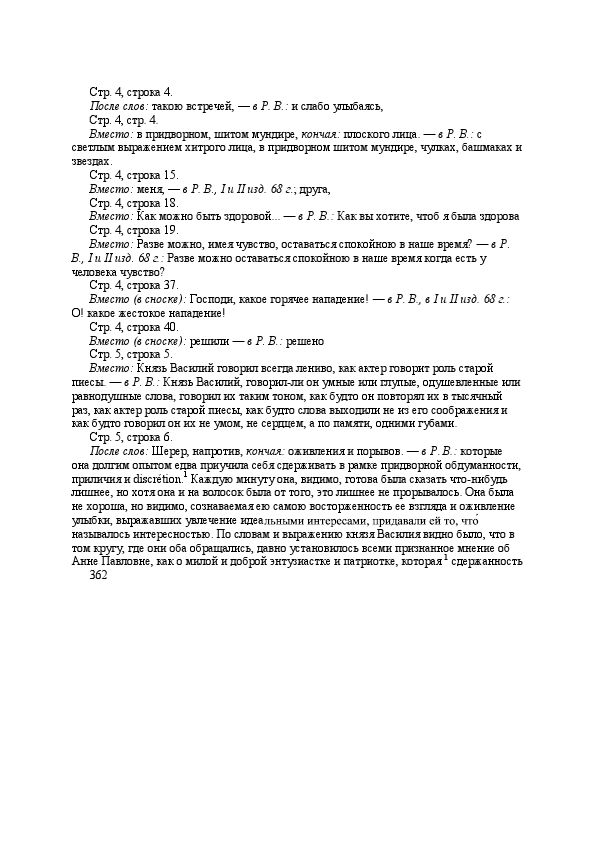 Стр. 4, строка 4.
После слов: такою встречей, — в Р. В.: и слабо улыбаясь,
Стр. 4, стр. 4.
Вместо: в придворном, шитом мундире, кончая: плоского лица. — в Р. В.: с
светлым выражением хитрого лица, в придворном шитом мундире, чулках, башмаках и
звездах.
Стр. 4, строка 15.
Вместо: меня, — в Р. В., I и II изд. 68 г.; друга,
Стр. 4, строка 18.
Вместо: Как можно быть здоровой... — в Р. В.: Как вы хотите, чтоб я была здорова
Стр. 4, строка 19.
Вместо: Разве можно, имея чувство, оставаться спокойною в наше время? — в Р.
В., I и II изд. 68 г.: Разве можно оставаться спокойною в наше время когда есть у
человека чувство?
Стр. 4, строка 37.
Вместо (в сноске): Господи, какое горячее нападение! — в Р. В., в I и II изд. 68 г.:
О! какое жестокое нападение!
Стр. 4, строка 40.
Вместо (в сноске): решили — в Р. В.: решено
Стр. 5, строка 5.
Вместо: Князь Василий говорил всегда лениво, как актер говорит роль старой
пиесы. — в Р. В.: Князь Василий, говорил-ли он умные или глупые, одушевленные или
равнодушные слова, говорил их таким тоном, как будто он повторял их в тысячный
раз, как актер роль старой пиесы, как будто слова выходили не из его соображения и
как будто говорил он их не умом, не сердцем, а по памяти, одними губами.
Стр. 5, строка 6.
После слов: Шерер, напротив, кончая: оживления и порывов. — в Р. В.: которые
она долгим опытом едва приучила себя сдерживать в рамке придворной обдуманности,
приличия и discrétion.1 Каждую минуту она, видимо, готова была сказать что-нибудь
лишнее, но хотя она и на волосок была от того, это лишнее не прорывалось. Она была
не хороша, но видимо, сознаваемая ею самою восторженность ее взгляда и оживление
улыбки, выражавших увлечение идеальными интересами, придавали ей то, что́
называлось интересностью. По словам и выражению князя Василия видно было, что в
том кругу, где они оба обращались, давно установилось всеми признанное мнение об
Анне Павловне, как о милой и доброй энтузиастке и патриотке, которая 1 сдержанность
362